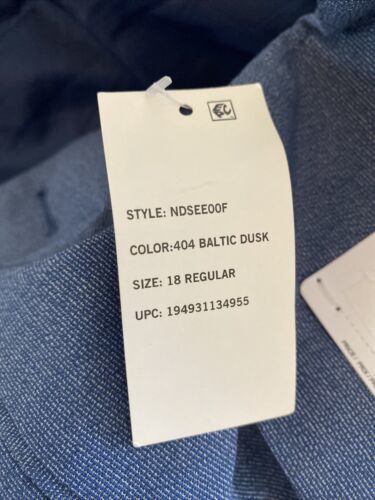 STYLE: NDSEE00F
COLOR:404 BALTIC DUSK
SIZE: 18 REGULAR
UPC: 194931134955